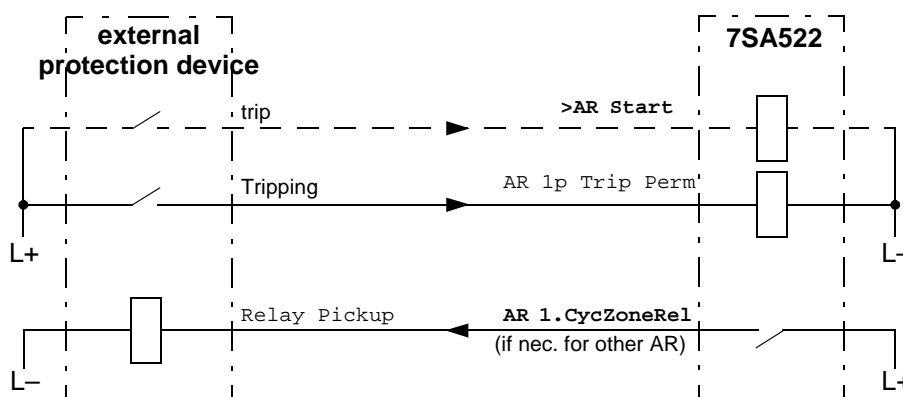 external
protection device
7SA522
trip
>AR Start
Tripping
AR 1p Trip Perm
L+
L–
Relay Pickup
AR 1.CycZoneRel
(if nec. for other AR)
L–
L+